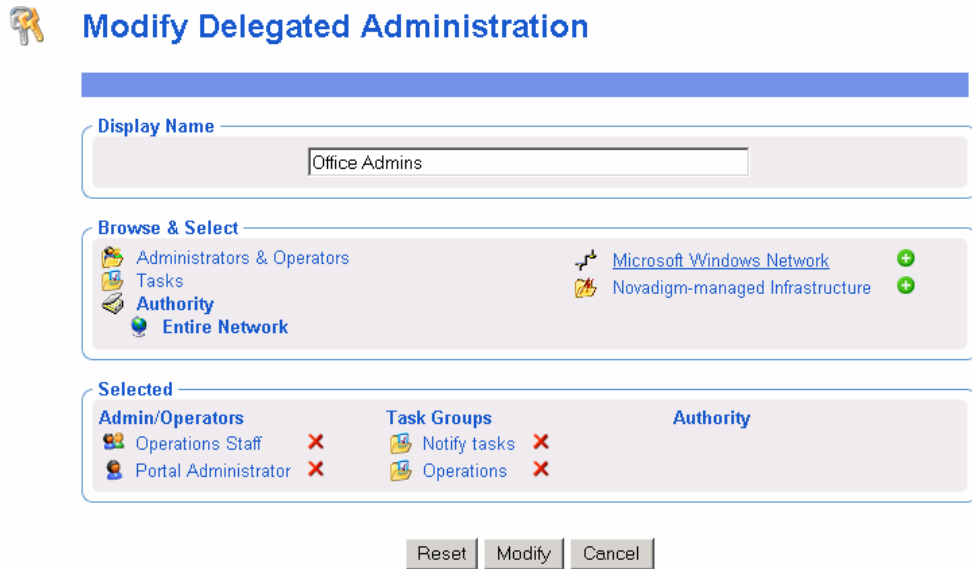 Modify Delegated Administration
Display Name
Office Admins
Browse & Select
Administrators & Operators
Tasks
Authority
Entire Network
Microsoft Windows Network
Novadigm-managed Infrastructure
Selected
Admin/Operators
Operations Staff
Portal Administrator
Task Groups
Notify tasks
Operations
Authority
Reset Modify Cancel